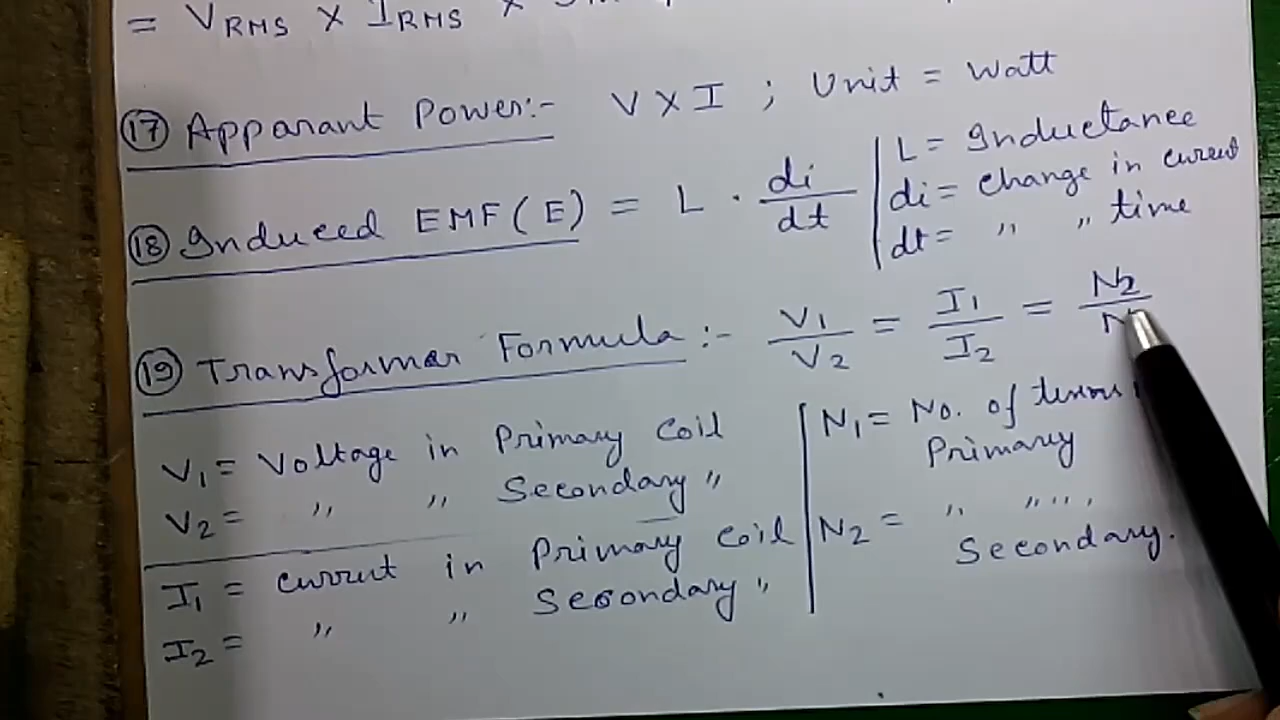 = VRMS X IRMS X
17 Apparant Power:- V X I ; Unit = Watt
18 Induced EMF(E) = L . di/dt
L = Inductance
di = change in current
dt = " " time
19 Transformar Formula :- V1/V2 = I1/I2 = N2/N
V1 = Voltage in Primary coil
V2 = " " Secondary "
I1 = current in Primary coil
I2 = " " Secondary "
N1 = No. of terms
Primary
N2 = " " " "
Secondary.